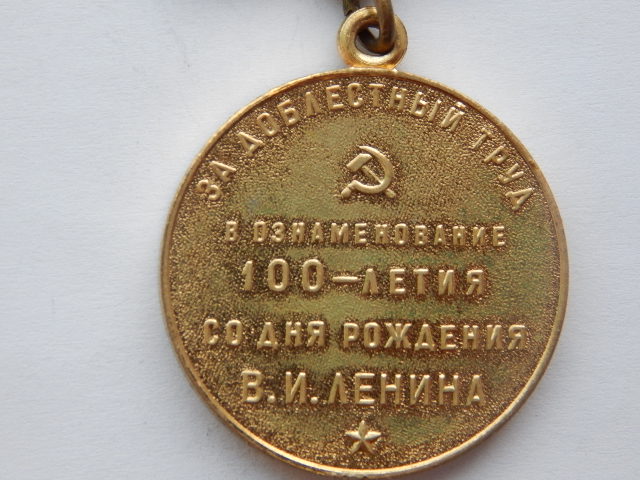 ЗА ДОБЛЕСТНЫЙ ТРУД
В ОЗНАМЕНОВАНИЕ
100-ЛЕТИЯ
СО ДНЯ РОЖДЕНИЯ
В.И.ЛЕНИНА